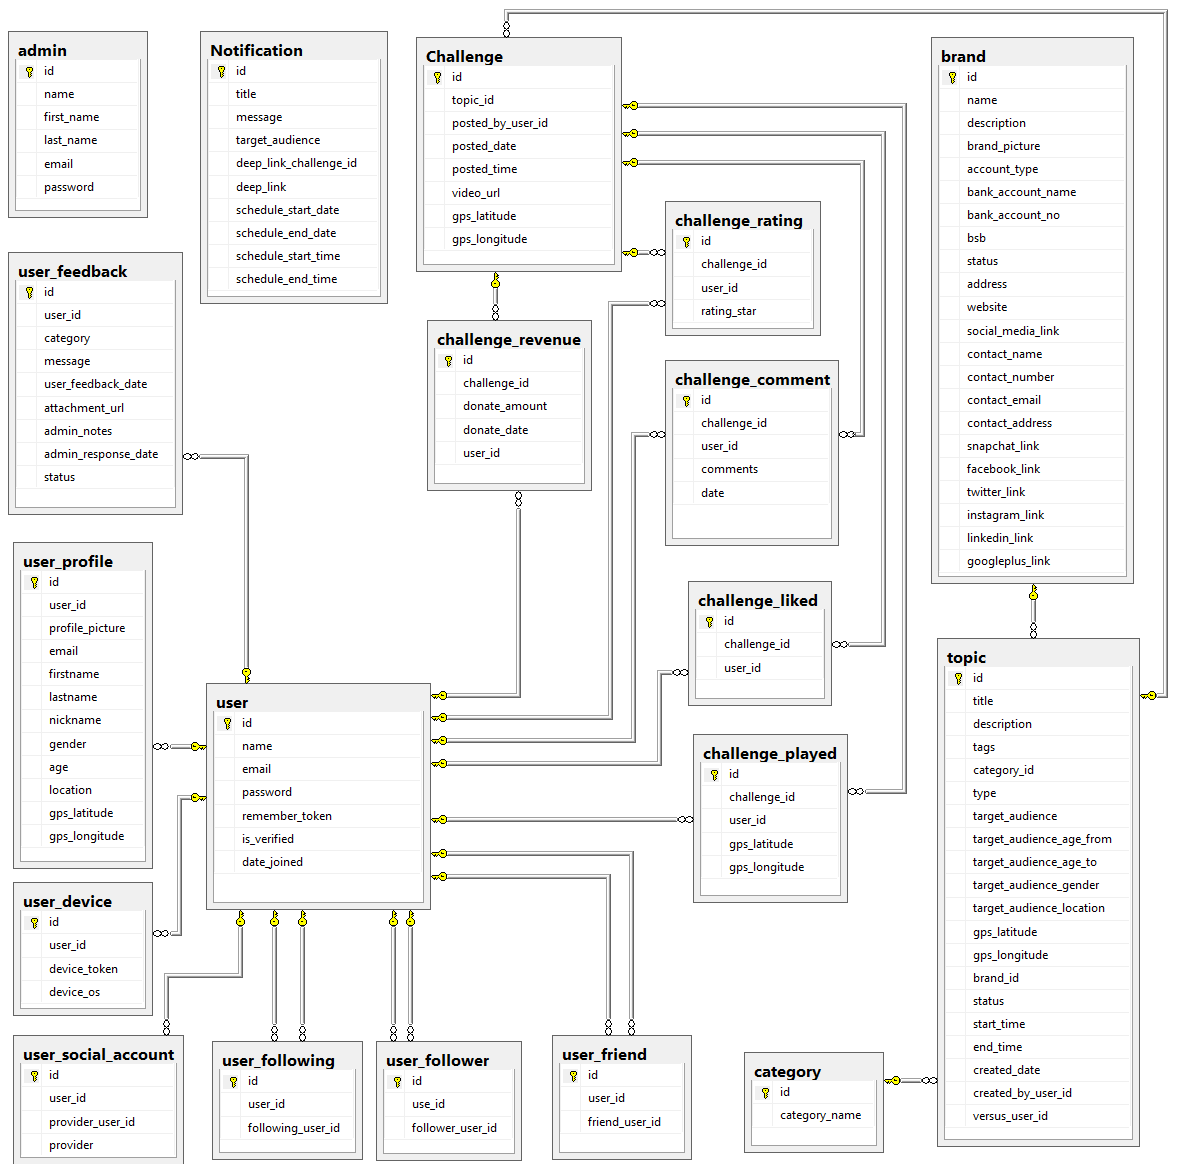 admin
id
name
first_name
last_name
email
password
Notification
id
title
message
target_audience
deep_link_challenge_id
deep_link
schedule_start_date
schedule_end_date
schedule_start_time
schedule_end_time
Challenge
id
topic_id
posted_by_user_id
posted_date
posted_time
video_url
gps_latitude
gps_longitude
brand
id
name
description
brand_picture
account_type
bank_account_name
bank_account_no
bsb
status
address
website
social_media_link
contact_name
contact_number
contact_email
contact_address
snapchat_link
facebook_link
twitter_link
instagram_link
linkedin_link
googleplus_link
challenge_rating
id
challenge_id
user_id
rating_star
user_feedback
id
user_id
category
message
user_feedback_date
attachment_url
admin_notes
admin_response_date
status
challenge_revenue
id
challenge_id
donate_amount
donate_date
user_id
challenge_comment
id
challenge_id
user_id
comments
date
user_profile
id
user_id
profile_picture
email
firstname
lastname
nickname
gender
age
location
gps_latitude
gps_longitude
challenge_liked
id
challenge_id
user_id
topic
id
title
description
tags
category_id
type
target_audience
target_audience_age_from
target_audience_age_to
target_audience_gender
target_audience_location
gps_latitude
gps_longitude
brand_id
status
start_time
end_time
created_date
created_by_user_id
versus_user_id
user
id
name
email
password
remember_token
is_verified
date_joined
challenge_played
id
challenge_id
user_id
gps_latitude
gps_longitude
user_device
id
user_id
device_token
device_os
user_social_account
id
user_id
provider_user_id
provider
user_following
id
user_id
following_user_id
user_follower
id
use_id
follower_user_id
user_friend
id
user_id
friend_user_id
category
id
category_name